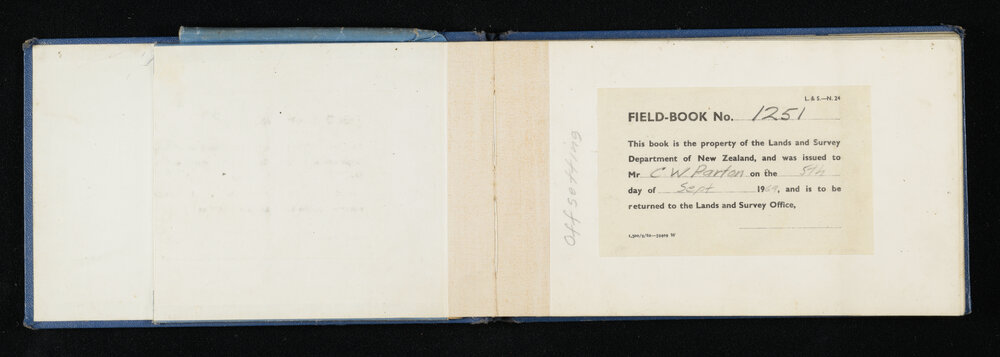 Off setting
L. & S.—N. 24
FIELD-BOOK No. 1251
This book is the property of the Lands and Survey
Department of New Zealand, and was issued to
Mr C W Parton on the
day of Sept 19 , and is to be
returned to the Lands and Survey Office,